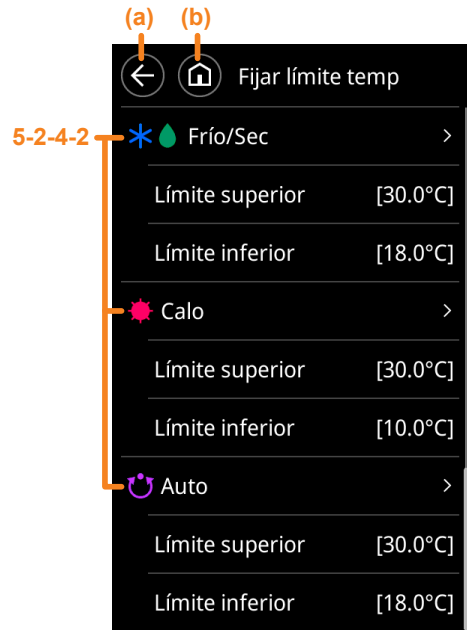 (a) (b)
Fijar límite temp
5-2-4-2 Frío/Sec
Límite superior [30.0°C]
Límite inferior [18.0°C]
Calo
Límite superior [30.0°C]
Límite inferior [10.0°C]
Auto
Límite superior [30.0°C]
Límite inferior [18.0°C]